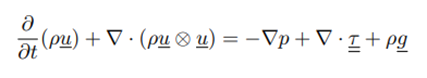 ∂/∂t(ρu̲) + ∇ · (ρu̲ ⊗ u̲) = −∇p + ∇ · τ̳ + ρg̲